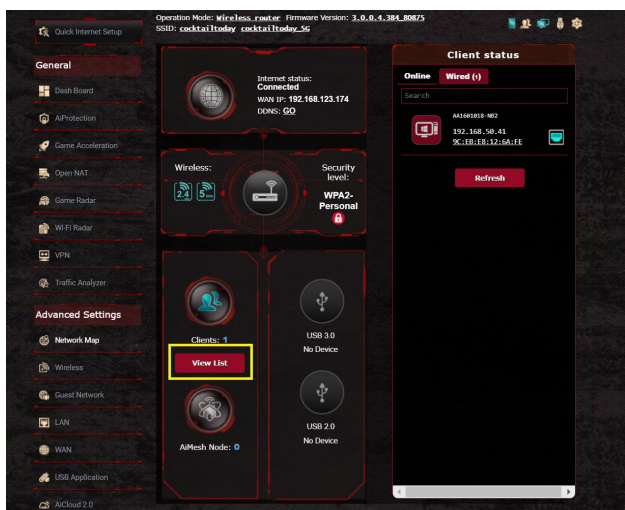 Operation Mode: Wireless router Firmware Version: 3.0.0.4.384_80875
SSID: cocktailtoday cocktailtoday_5G
Quick Internet Setup
General
Dash Board
AiProtection
Game Acceleration
Open NAT
Game Radar
Wi-Fi Radar
VPN
Traffic Analyzer
Advanced Settings
Network Map
Wireless
Guest Network
LAN
WAN
USB Application
AiCloud 2.0
Internet status:
Connected
WAN IP: 192.168.123.174
DDNS: GO
Wireless:
2.4
5
Security
level:
WPA2-
Personal
Clients: 1
View List
AiMesh Node: 0
USB 3.0
No Device
USB 2.0
No Device
Client status
Online
Wired (1)
Search
AA1601018-NB2
192.168.50.41
9C:EB:E8:12:6A:FE
Refresh